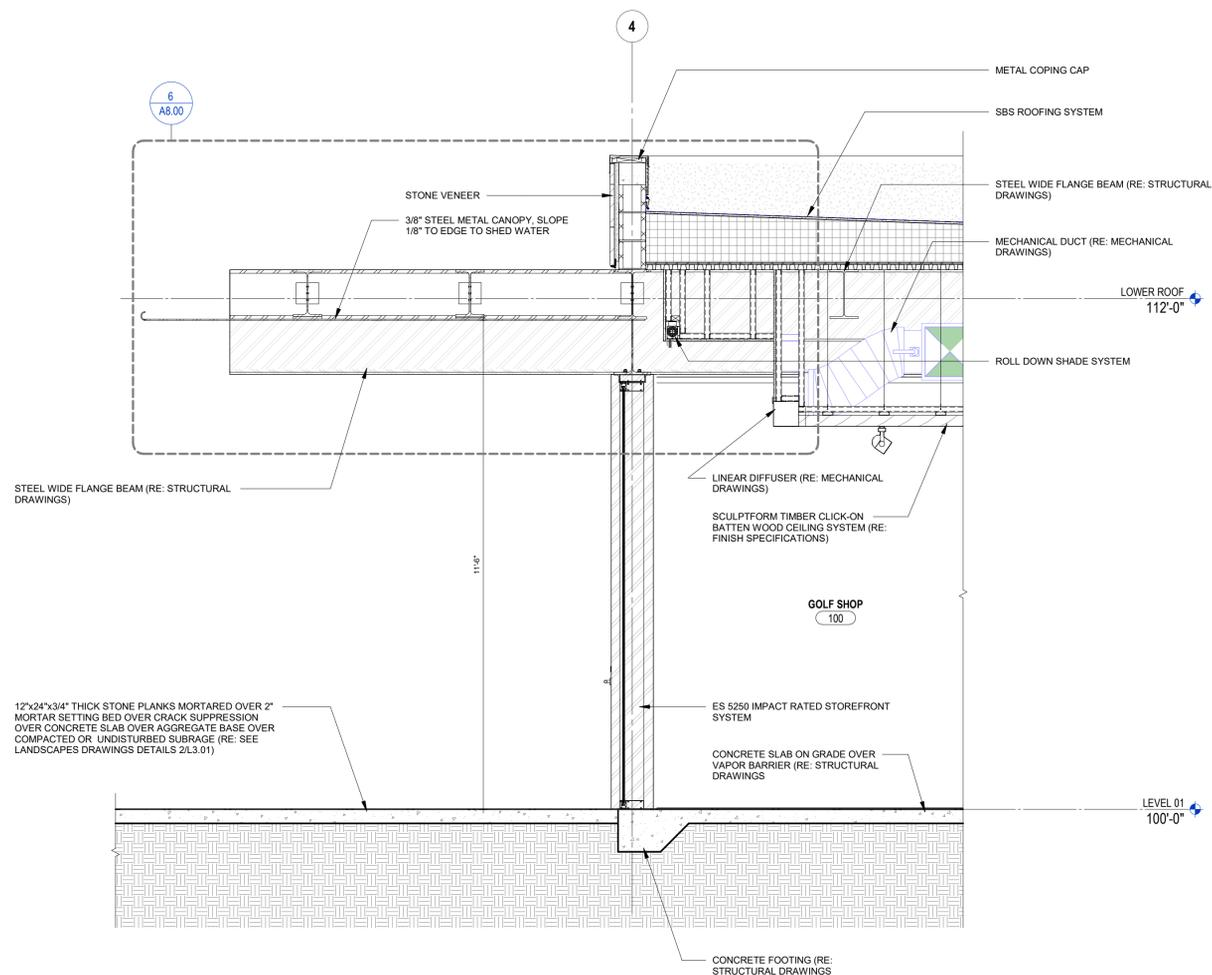 4
6
A8.00
METAL COPING CAP
SBS ROOFING SYSTEM
STONE VENEER
STEEL WIDE FLANGE BEAM (RE: STRUCTURAL
DRAWINGS)
3/8" STEEL METAL CANOPY, SLOPE
1/8" TO EDGE TO SHED WATER
MECHANICAL DUCT (RE: MECHANICAL
DRAWINGS)
LOWER ROOF
112'-0"
ROLL DOWN SHADE SYSTEM
STEEL WIDE FLANGE BEAM (RE: STRUCTURAL
DRAWINGS)
LINEAR DIFFUSER (RE: MECHANICAL
DRAWINGS)
SCULPTFORM TIMBER CLICK-ON
BATTEN WOOD CEILING SYSTEM (RE:
FINISH SPECIFICATIONS)
11'-6"
GOLF SHOP
100
12"x24"x3/4" THICK STONE PLANKS MORTARED OVER 2"
MORTAR SETTING BED OVER CRACK SUPPRESSION
OVER CONCRETE SLAB OVER AGGREGATE BASE OVER
COMPACTED OR UNDISTURBED SUBRAGE (RE: SEE
LANDSCAPES DRAWINGS DETAILS 2/L3.01)
ES 5250 IMPACT RATED STOREFRONT
SYSTEM
CONCRETE SLAB ON GRADE OVER
VAPOR BARRIER (RE: STRUCTURAL
DRAWINGS
LEVEL 01
100'-0"
CONCRETE FOOTING (RE:
STRUCTURAL DRAWINGS